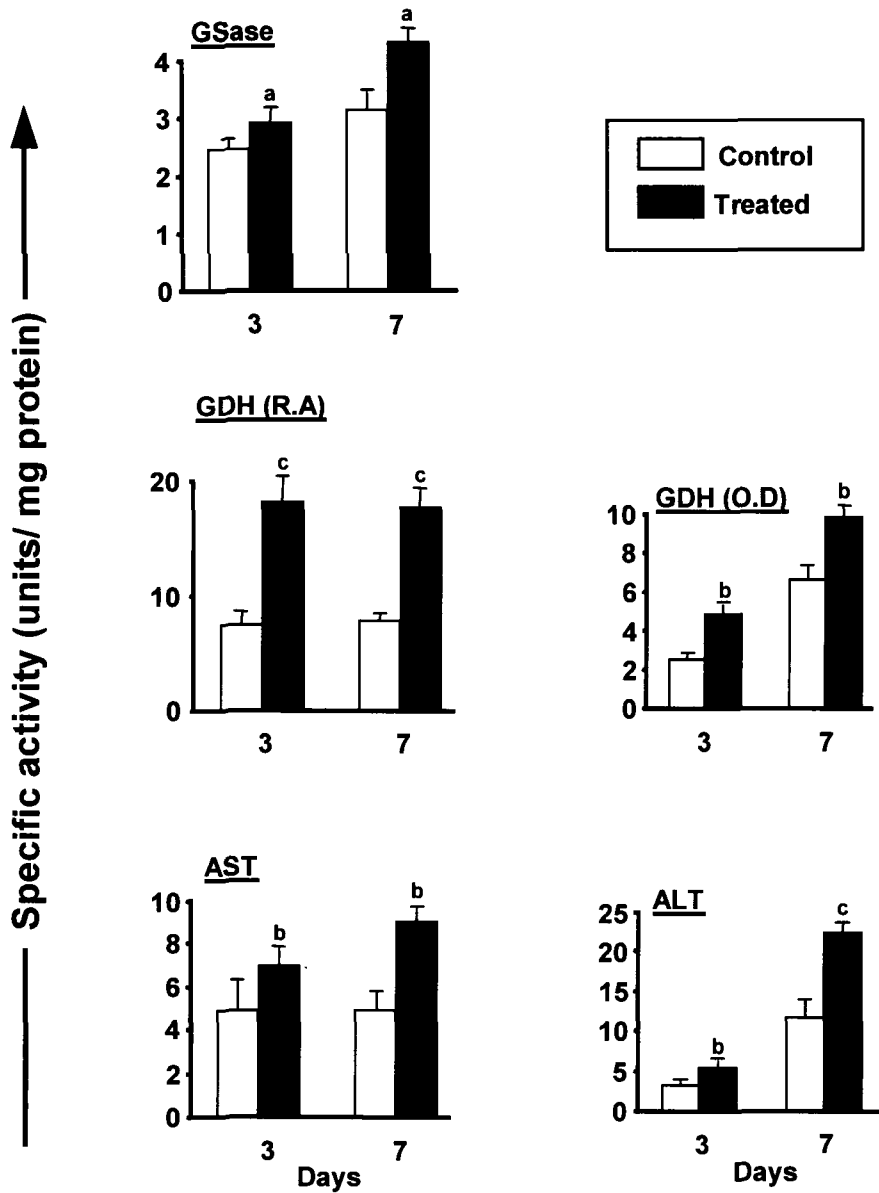 GSase
a
a
4
3
2
1
0
3
7
Control
Treated
Specific activity (units/ mg protein)
GDH (R.A)
c
c
20
10
0
3
7
GDH (O.D)
b
b
10
8
6
4
2
0
3
7
AST
b
b
10
8
6
4
2
0
3
7
Days
ALT
b
c
25
20
15
10
5
0
3
7
Days